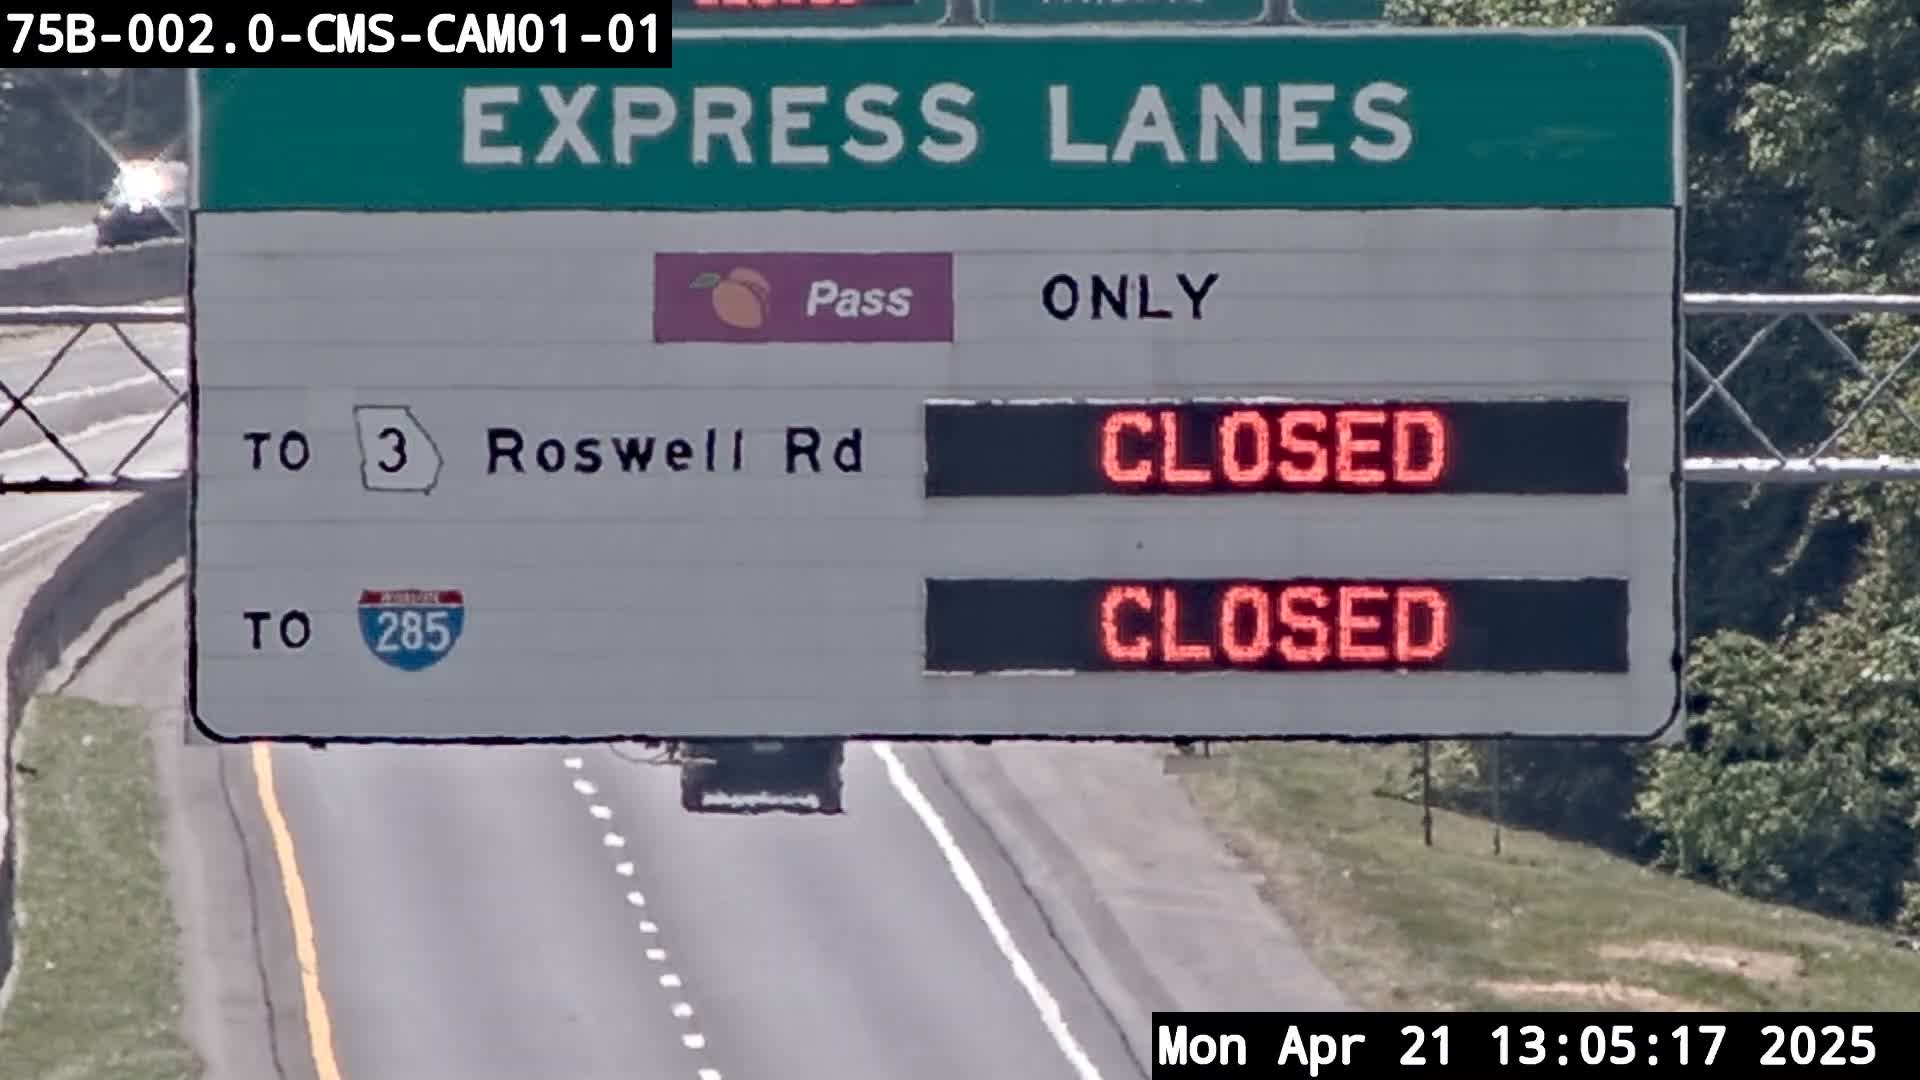 75B-002.0-CMS-CAM01-01
EXPRESS LANES
Pass ONLY
TO 3 Roswell Rd CLOSED
TO INTERSTATE 285 CLOSED
Mon Apr 21 13:05:17 2025